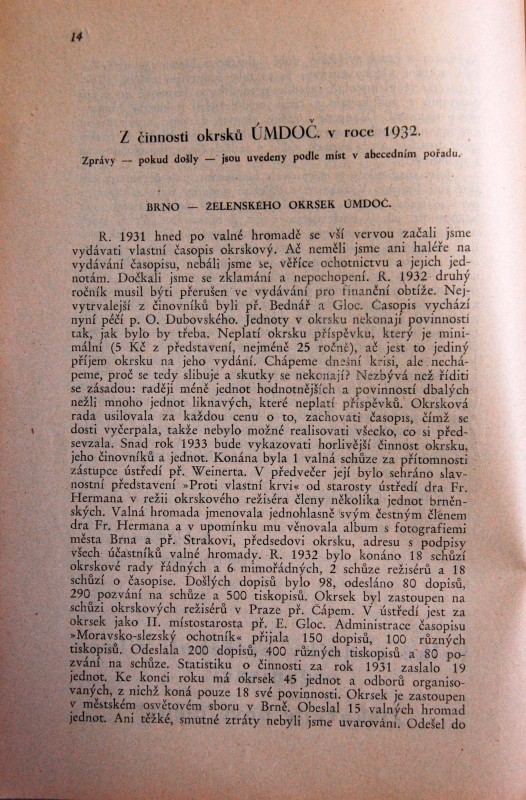 14
Z činnosti okrsků ÚMDOČ. v roce 1932.
Zprávy — pokud došly — jsou uvedeny podle míst v abecedním pořadu.
BRNO — ŽELENSKÉHO OKRSEK ÚMDOČ.
R. 1931 hned po valné hromadě se vší vervou začali jsme
vydávati vlastní časopis okrskový. Ač neměli jsme ani haléře na
vydávání časopisu, nebáli jsme se, věříce ochotnictvu a jejich jed-
notám. Dočkali jsme se zklamání a nepochopení. R. 1932 druhý
ročník musil býti přerušen ve vydávání pro finanční obtíže. Nej-
vytrvalejší z činovníků byli př. Bednář a Gloc. Časopis vychází
nyní péčí p. O. Dubovského. Jednoty v okrsku nekonají povinností
tak, jak bylo by třeba. Neplatí okrsku příspěvku, který je mini-
mální (5 Kč z představení, nejméně 25 ročně), ač jest to jediný
příjem okrsku na jeho vydání. Chápeme dnešní krisi, ale nechá-
peme, proč se tedy slibuje a skutky se nekonají? Nezbývá než říditi
se zásadou: raději méně jednot hodnotnějších a povinností dbalých
nežli mnoho jednot liknavých, které neplatí příspěvků. Okrsková
rada usilovala za každou cenu o to, zachovati časopis, čímž se
dosti vyčerpala, takže nebylo možné realisovati všecko, co si před-
sevzala. Snad rok 1933 bude vykazovati horlivější činnost okrsku,
jeho činovníků a jednot. Konána byla 1 valná schůze za přítomnosti
zástupce ústředí př. Weinerta. V předvečer její bylo sehráno slav-
nostní představení »Proti vlastní krvi« od starosty ústředí dra Fr.
Hermana v režii okrskového režiséra členy několika jednot brněn-
ských. Valná hromada jmenovala jednohlasně svým čestným členem
dra Fr. Hermana a v upomínku mu věnovala album s fotografiemi
města Brna a př. Strakovi, předsedovi okrsku, adresu s podpisy
všech účastníků valné hromady. R. 1932 bylo konáno 18 schůzí
okrskové rady řádných a 6 mimořádných, 2 schůze režisérů a 18
schůzí o časopise. Došlých dopisů bylo 98, odesláno 80 dopisů,
290 pozvání na schůze a 500 tiskopisů. Okrsek byl zastoupen na
schůzi okrskových režisérů v Praze př. Čápem. V ústředí jest za
okrsek jako II. místostarosta př. E. Gloc. Administrace časopisu
»Moravsko-slezský ochotník« přijala 150 dopisů, 100 různých
tiskopisů. Odeslala 200 dopisů, 400 různých tiskopisů a 80 po-
zvání na schůze. Statistiku o činnosti za rok 1931 zaslalo 19
jednot. Ke konci roku má okrsek 45 jednot a odborů organiso-
vaných, z nichž koná pouze 18 své povinnosti. Okrsek je zastoupen
v městském osvětovém sboru v Brně. Obeslal 15 valných hromad
jednot. Ani těžké, smutné ztráty nebyli jsme uvarováni. Odešel do